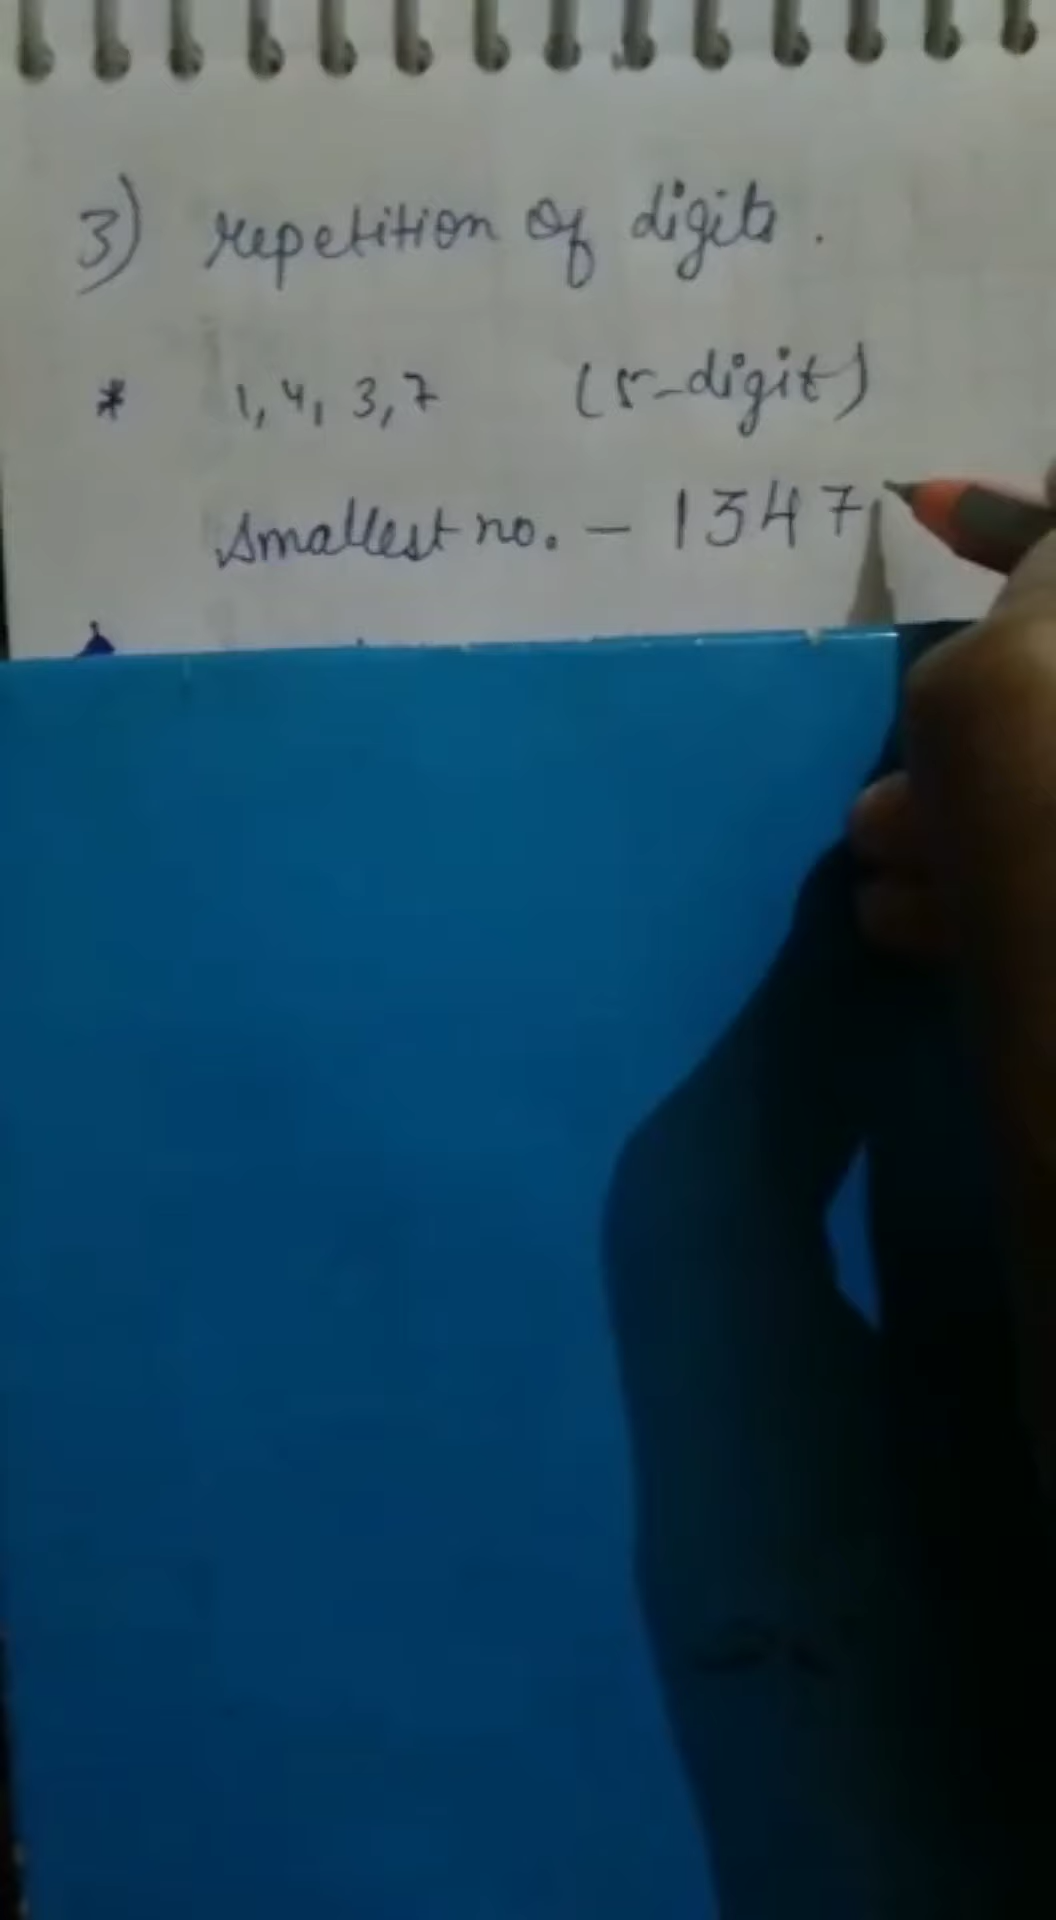 3) repetition of digits.
* 1, 4, 3, 7 (5-digit)
Smallest no. - 1347